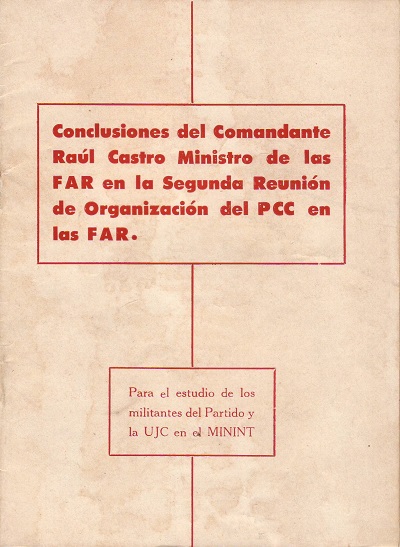 Conclusiones del Comandante
Raúl Castro Ministro de las
FAR en la Segunda Reunión
de Organización del PCC en
las FAR.
Para el estudio de los
militantes del Partido y
la UJC en el MININT